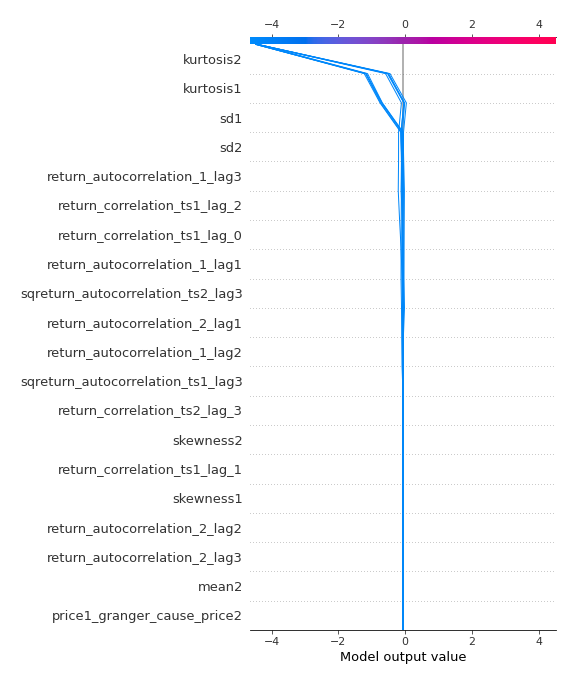 −4 −2 0 2 4
kurtosis2
kurtosis1
sd1
sd2
return_autocorrelation_1_lag3
return_correlation_ts1_lag_2
return_correlation_ts1_lag_0
return_autocorrelation_1_lag1
sqreturn_autocorrelation_ts2_lag3
return_autocorrelation_2_lag1
return_autocorrelation_1_lag2
sqreturn_autocorrelation_ts1_lag3
return_correlation_ts2_lag_3
skewness2
return_correlation_ts1_lag_1
skewness1
return_autocorrelation_2_lag2
return_autocorrelation_2_lag3
mean2
price1_granger_cause_price2
−4 −2 0 2 4
Model output value